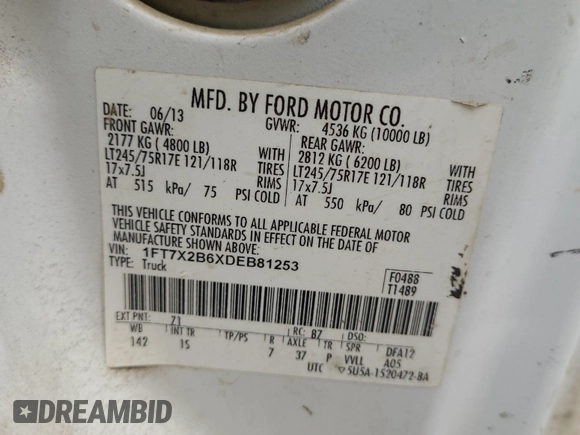 MFD. BY FORD MOTOR CO.
DATE: 06/13 GVWR: 4536 KG (10000 LB)
FRONT GAWR: REAR GAWR:
2177 KG ( 4800 LB) WITH 2812 KG ( 6200 LB) WITH
LT245/75R17E 121/118R TIRES LT245/75R17E 121/118R TIRES
17x7.5J RIMS 17x7.5J RIMS
AT 515 kPa/ 75 PSI COLD AT 550 kPa/ 80 PSI COLD
THIS VEHICLE CONFORMS TO ALL APPLICABLE FEDERAL MOTOR
VEHICLE SAFETY STANDARDS IN EFFECT ON THE DATE OF
MANUFACTURE SHOWN ABOVE.
VIN: 1FT7X2B6XDEB81253
TYPE: Truck
F0488
T1489
EXT PNT: Z1 RC: B7 DSO:
WB INT TR TP/PS R AXLE TR SPR DFA12
142 15 7 37 P VVLL A05
UTC ▽5U5A-1520472-BA
DREAMBID